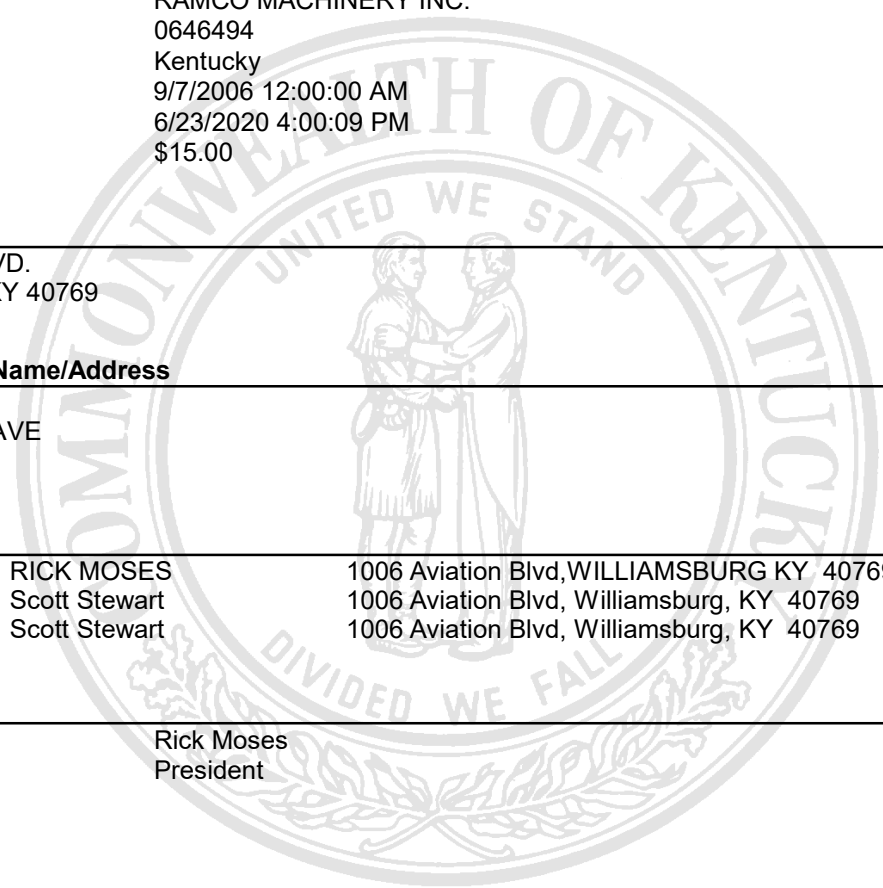 RAMCO MACHINERY INC.
0646494
Kentucky
9/7/2006 12:00:00 AM
6/23/2020 4:00:09 PM
$15.00
COMMONWEALTH OF KENTUCKY
UNITED WE STAND
VD.
KY 40769
Name/Address
AVE
RICK MOSES 1006 Aviation Blvd,WILLIAMSBURG KY 40769
Scott Stewart 1006 Aviation Blvd, Williamsburg, KY 40769
Scott Stewart 1006 Aviation Blvd, Williamsburg, KY 40769
DIVIDED WE FALL
Rick Moses
President